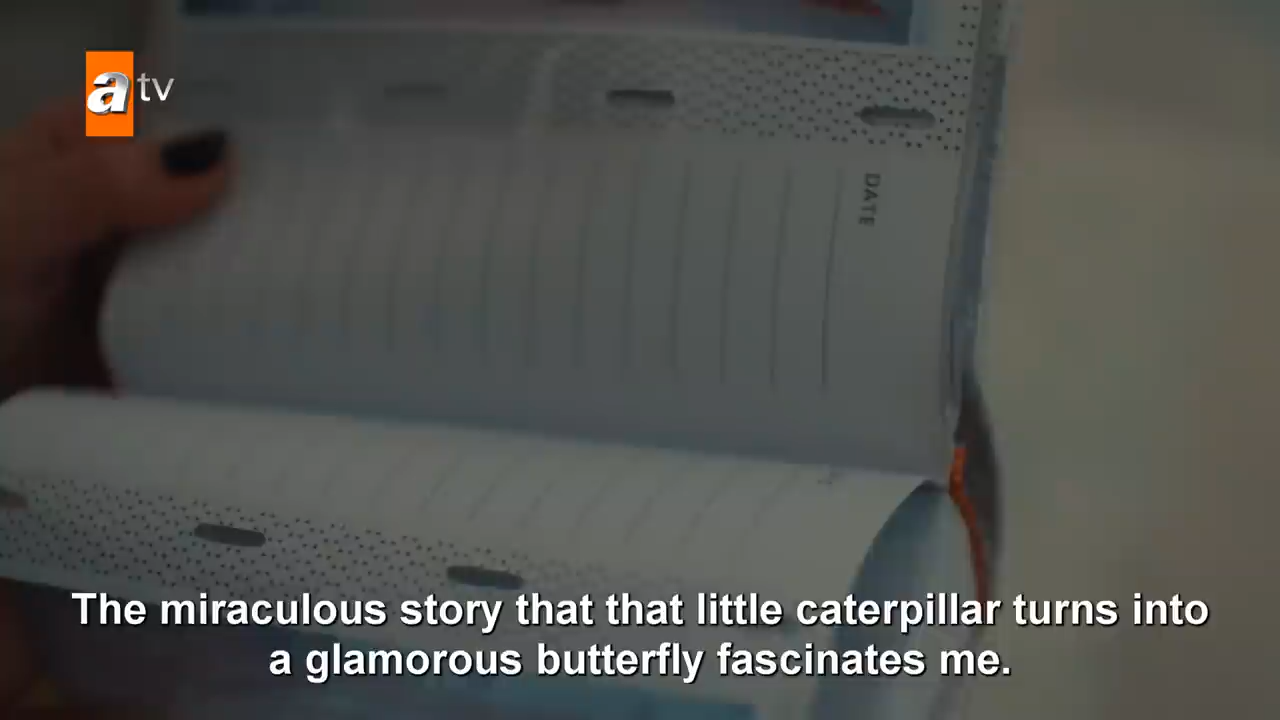 atv
DATE
The miraculous story that that little caterpillar turns into
a glamorous butterfly fascinates me.